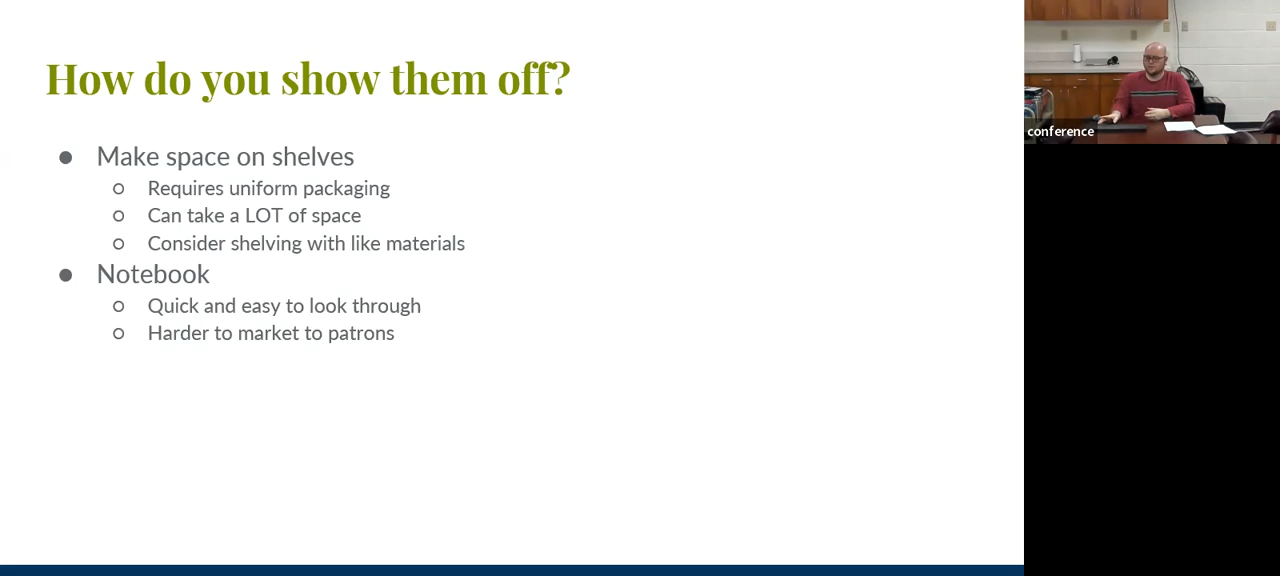 How do you show them off?
● Make space on shelves
○ Requires uniform packaging
○ Can take a LOT of space
○ Consider shelving with like materials
● Notebook
○ Quick and easy to look through
○ Harder to market to patrons
conference